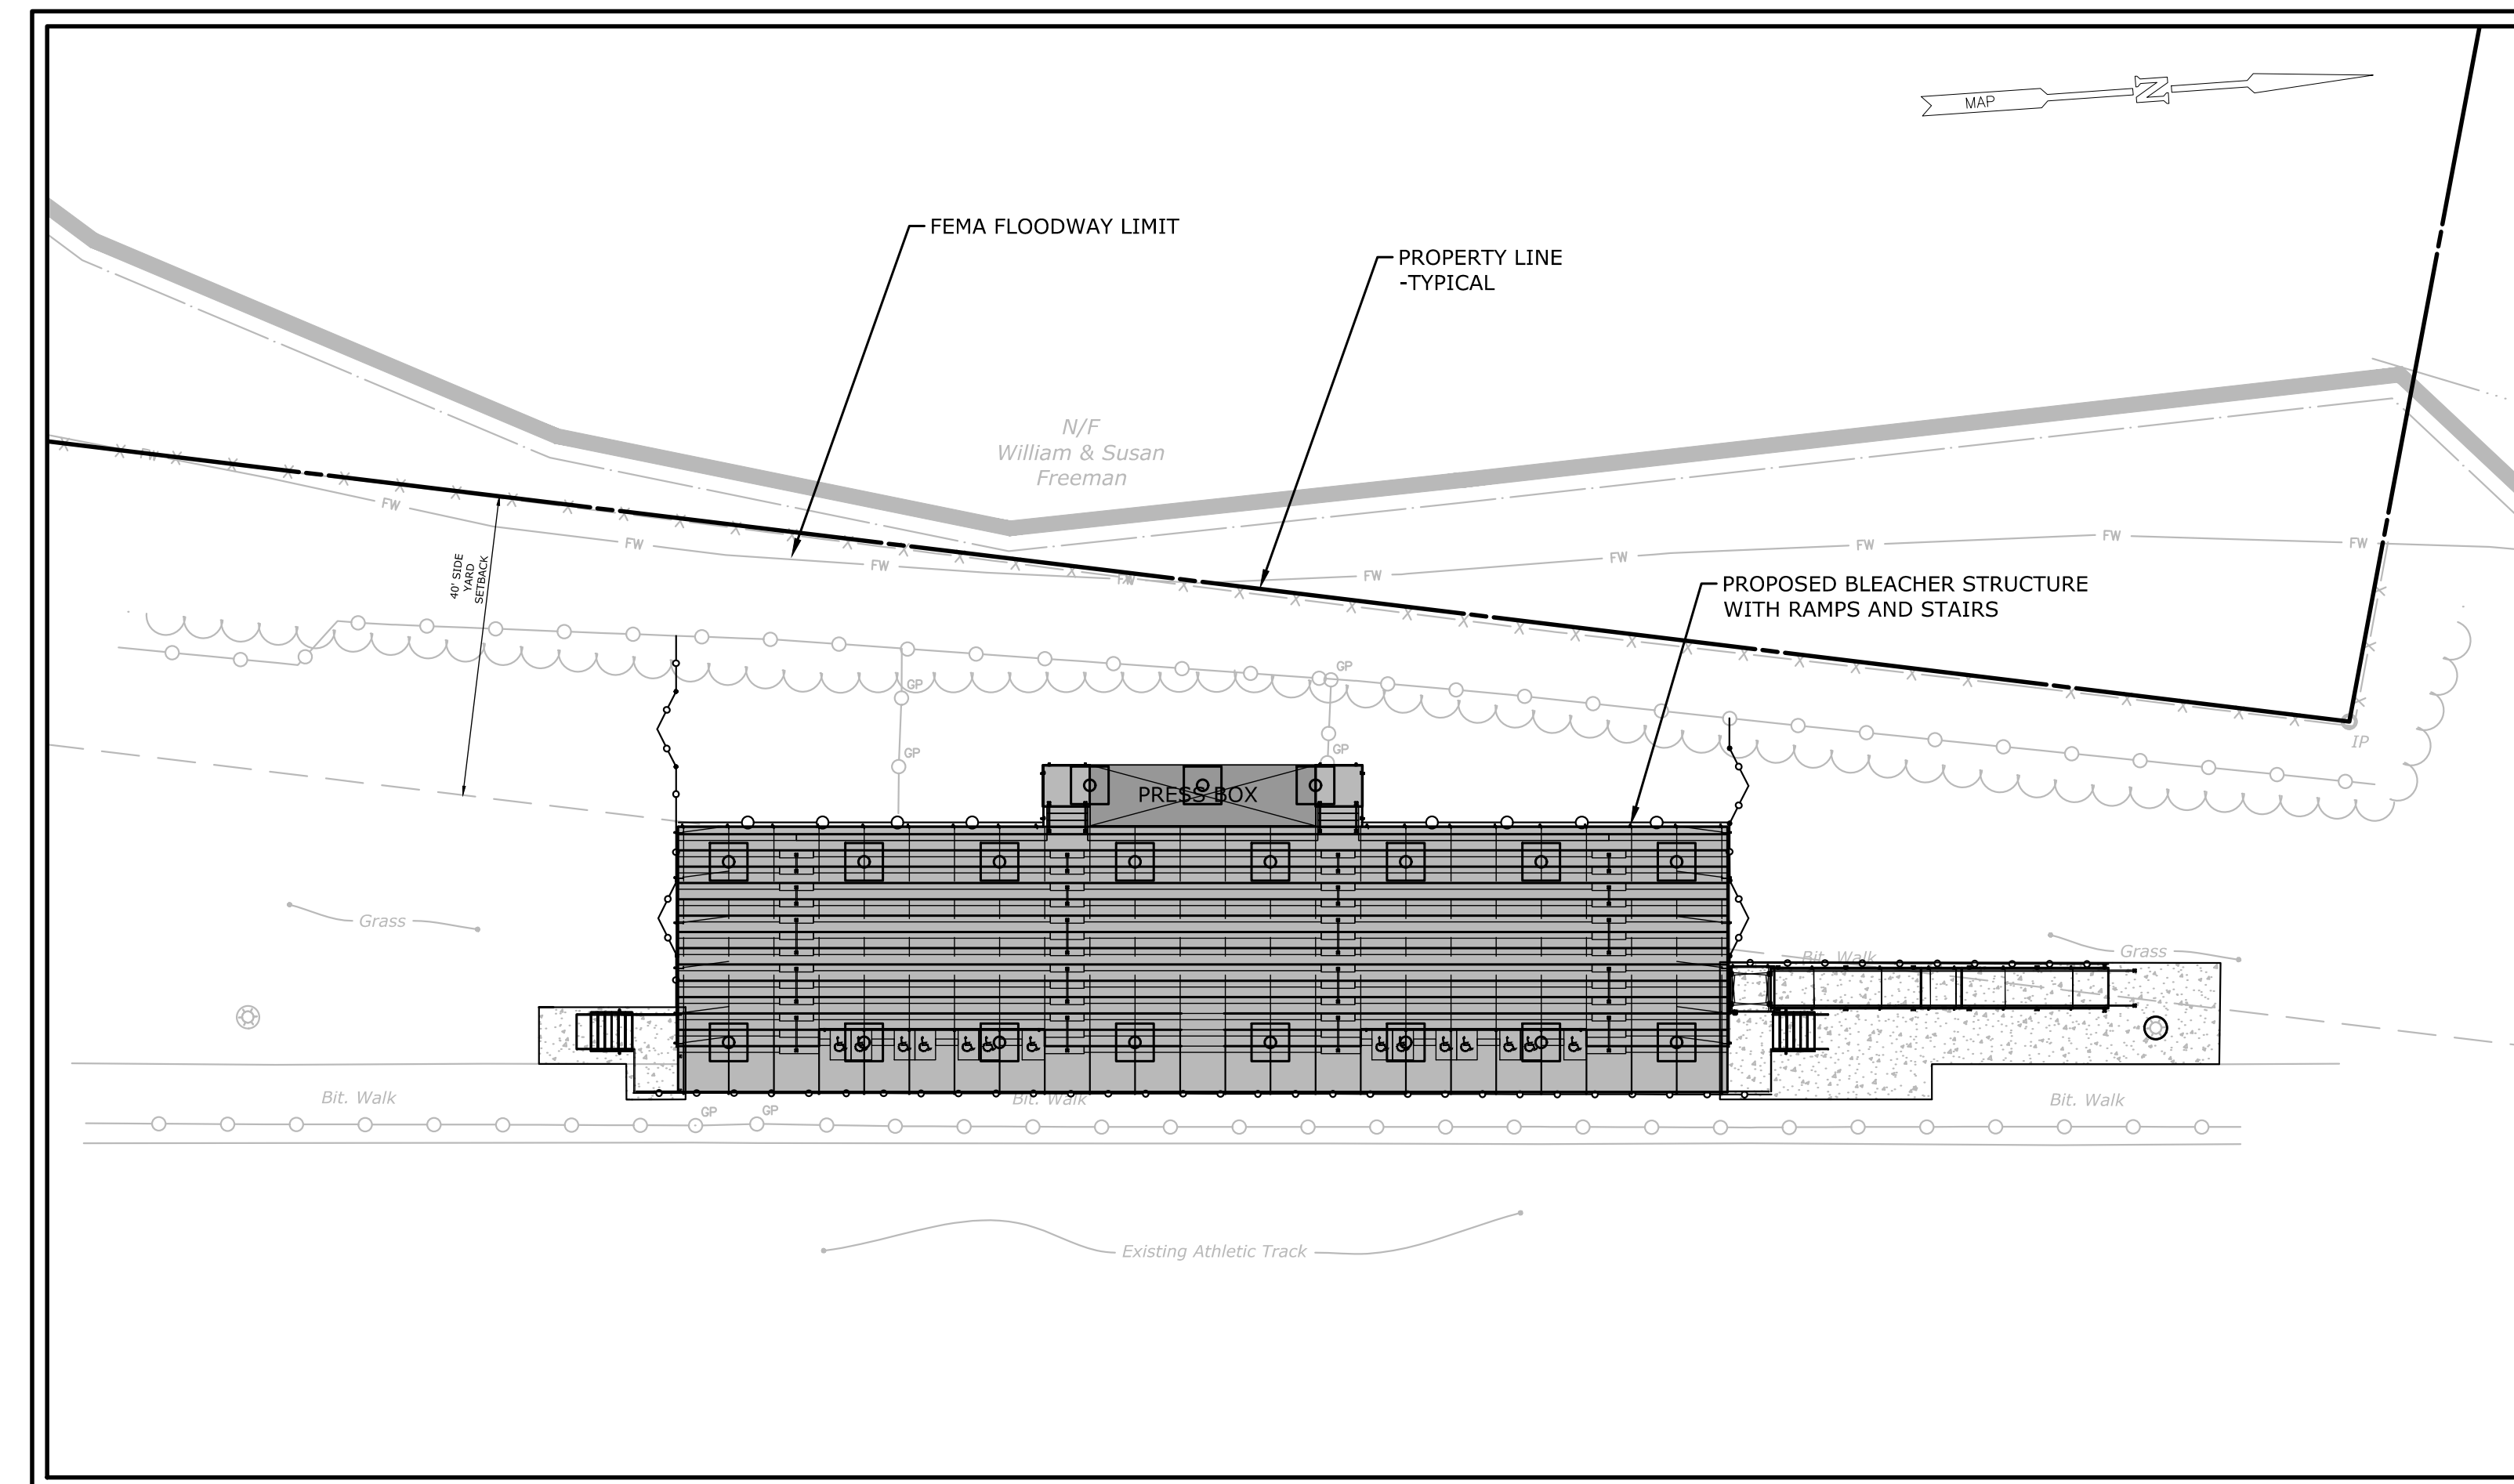 MAP
N
FEMA FLOODWAY LIMIT
PROPERTY LINE
-TYPICAL
N/F
William & Susan
Freeman
FW
FW
FW
FW
FW
FW
FW
FW
FW
FW
40' SIDE
YARD
SETBACK
PROPOSED BLEACHER STRUCTURE
WITH RAMPS AND STAIRS
GP
GP
GP
GP
IP
PRESS BOX
Grass
Grass
Bit. Walk
Bit. Walk
Bit. Walk
Bit. Walk
GP
GP
Existing Athletic Track